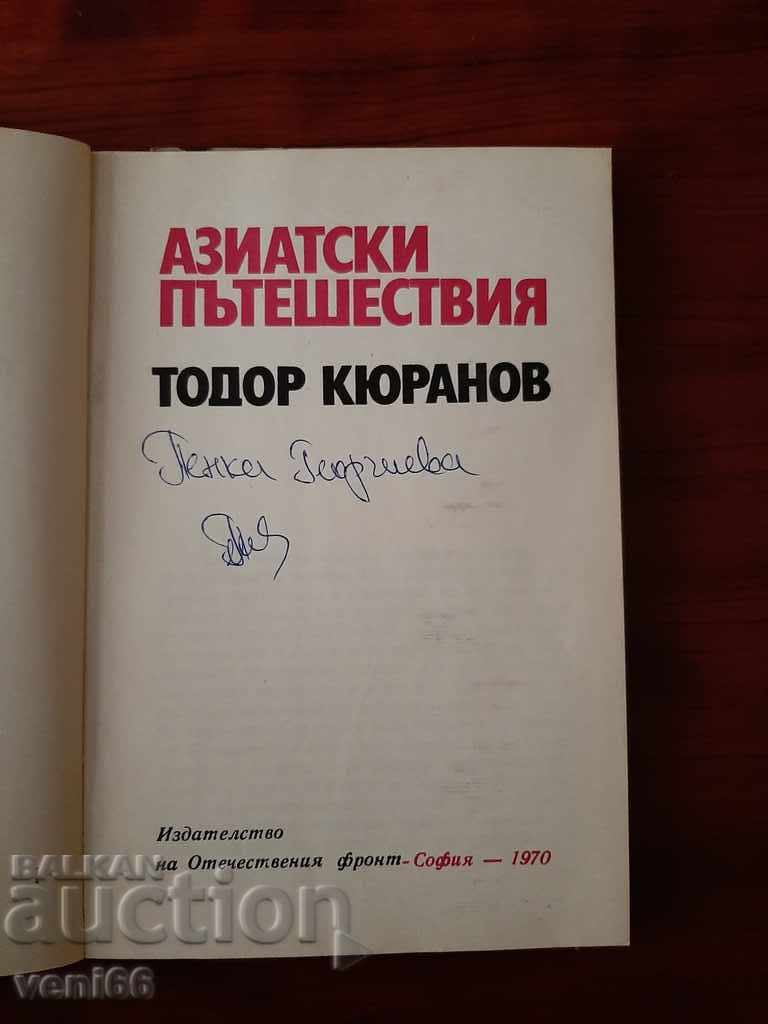 АЗИАТСКИ
ПЪТЕШЕСТВИЯ
ТОДОР КЮРАНОВ
Пенка Георгиева
Издателство
на Отечествения фронт - София — 1970
BALKAN
auction
veni66